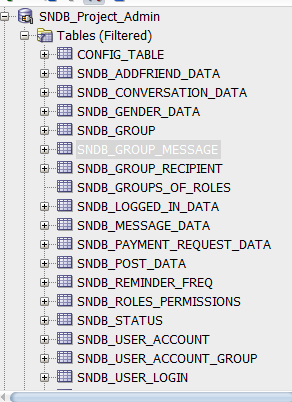 SNDB_Project_Admin
Tables (Filtered)
CONFIG_TABLE
SNDB_ADDFRIEND_DATA
SNDB_CONVERSATION_DATA
SNDB_GENDER_DATA
SNDB_GROUP
SNDB_GROUP_MESSAGE
SNDB_GROUP_RECIPIENT
SNDB_GROUPS_OF_ROLES
SNDB_LOGGED_IN_DATA
SNDB_MESSAGE_DATA
SNDB_PAYMENT_REQUEST_DATA
SNDB_POST_DATA
SNDB_REMINDER_FREQ
SNDB_ROLES_PERMISSIONS
SNDB_STATUS
SNDB_USER_ACCOUNT
SNDB_USER_ACCOUNT_GROUP
SNDB_USER_LOGIN